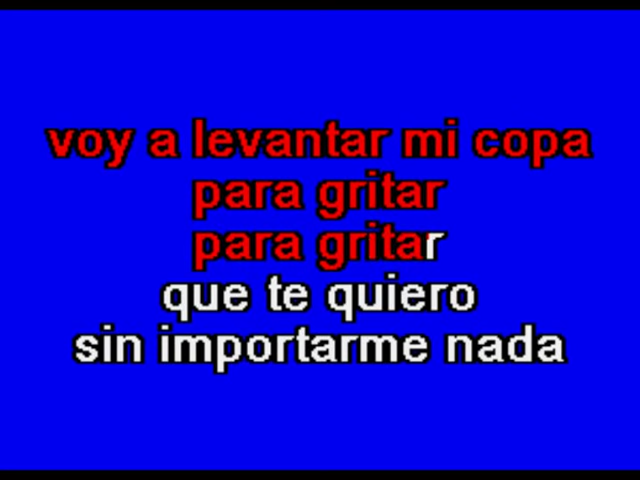 voy a levantar mi copa
para gritar
para gritar
que te quiero
sin importarme nada